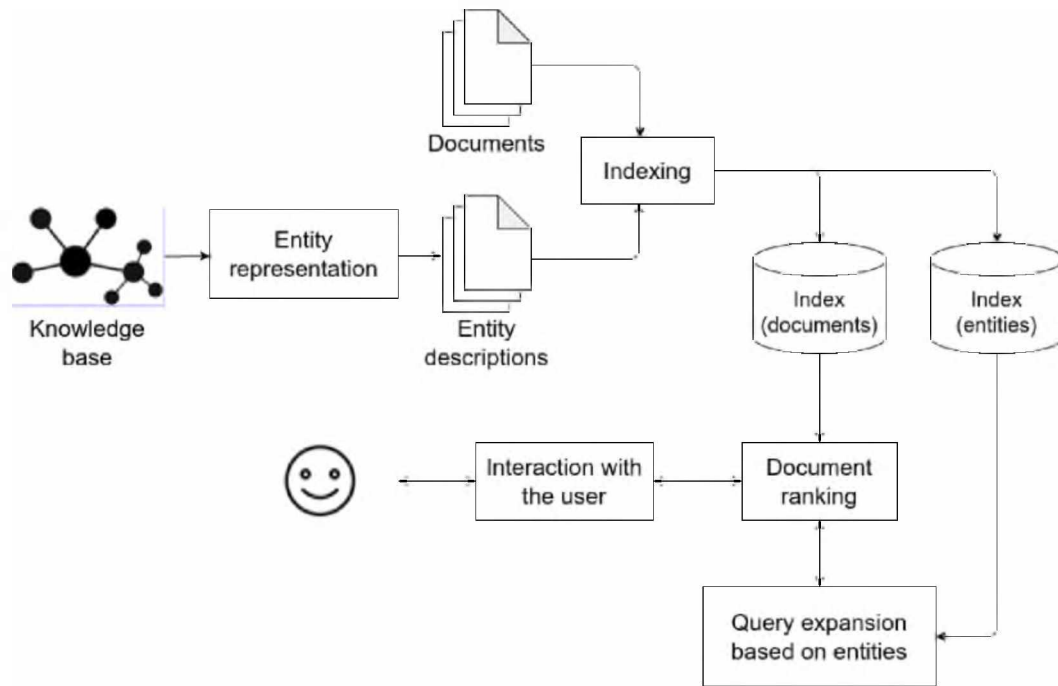 Documents
Indexing
Entity
representation
Knowledge
base
Entity
descriptions
Index
(documents)
Index
(entities)
Interaction with
the user
Document
ranking
Query expansion
based on entities